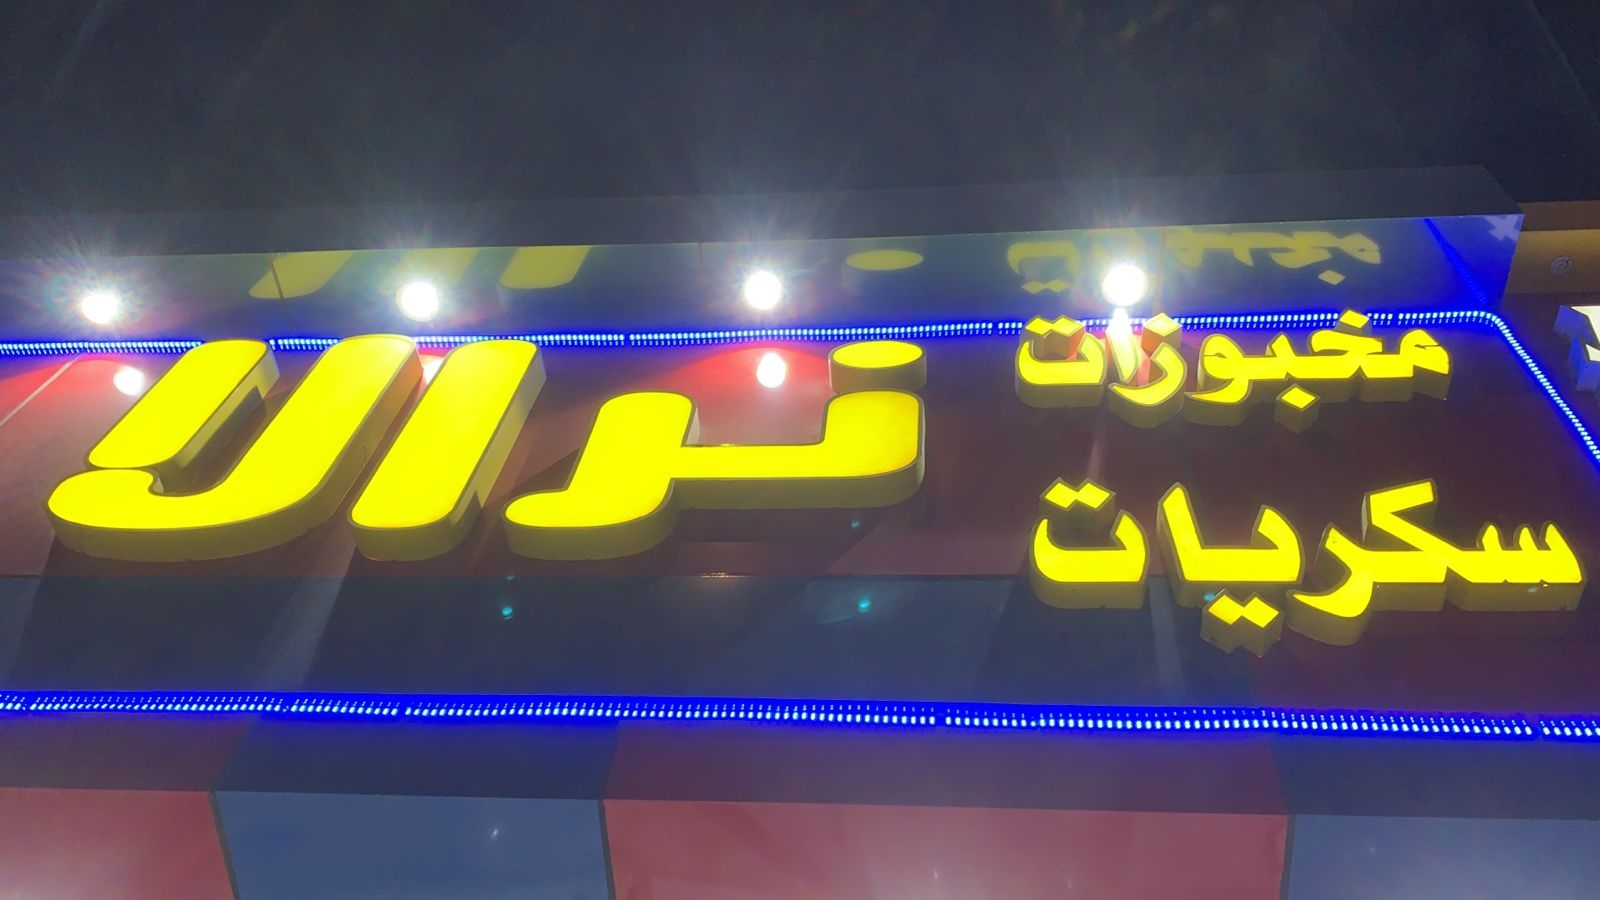 مخبوزات
سكريات
نرالا